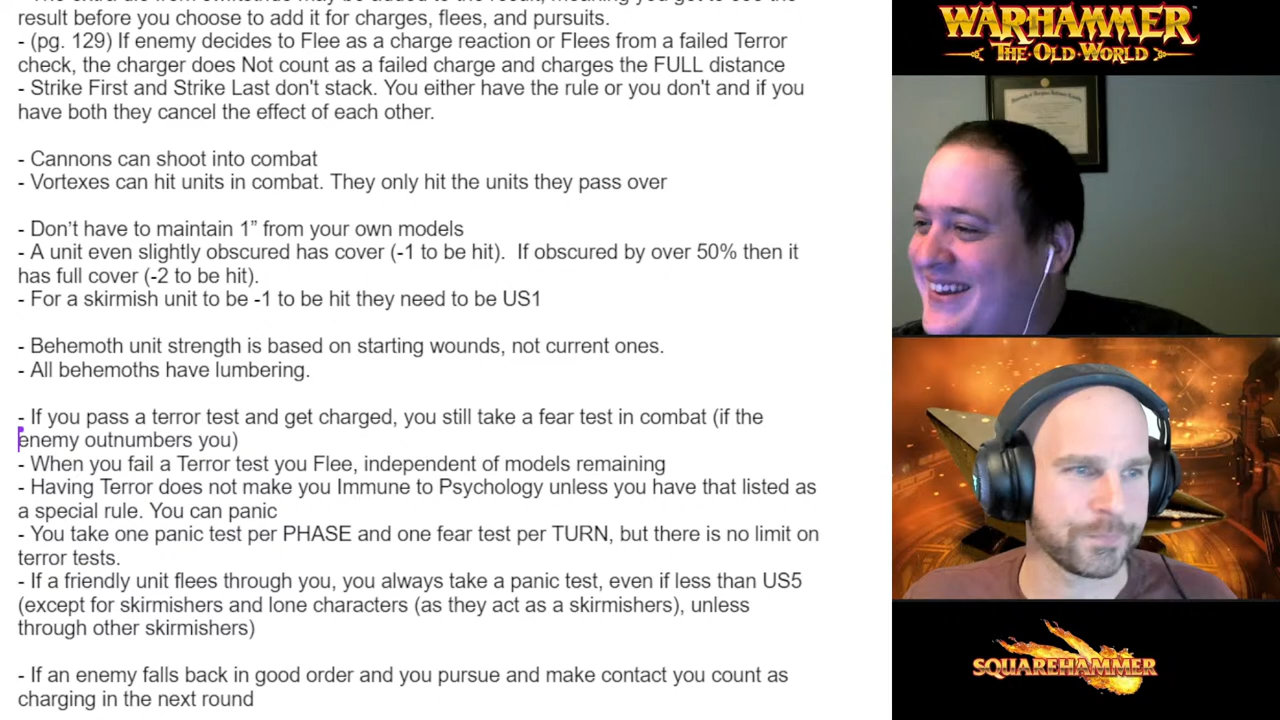 result before you choose to add it for charges, flees, and pursuits.
- (pg. 129) If enemy decides to Flee as a charge reaction or Flees from a failed Terror
check, the charger does Not count as failed charge and charges the FULL distance
- Strike First and Strike Last don't stack. You either have the rule or you don't and if you
have both they cancel the effect of each other.
- Cannons can shoot into combat
- Vortexes can hit units in combat. They only hit the units they pass over
- Don’t have to maintain 1” from your own models
- A unit even slightly obscured has cover (-1 to be hit).  If obscured by over 50% then it
has full cover (-2 to be hit).
- For a skirmish unit to be -1 to be hit they need to be US1
- Behemoth unit strength is based on starting wounds, not current ones.
- All behemoths have lumbering.
- If you pass a terror test and get charged, you still take a fear test in combat (if the
enemy outnumbers you)
- When you fail a Terror test you Flee, independent of models remaining
- Having Terror does not make you Immune to Psychology unless you have that listed as
a special rule. You can panic
- You take one panic test per PHASE and one fear test per TURN, but there is no limit on
terror tests.
- If a friendly unit flees through you, you always take a panic test, even if less than US5
(except for skirmishers and lone characters (as they act as a skirmishers), unless
through other skirmishers)
- If an enemy falls back in good order and you pursue and make contact you count as
charging in the next round
WARHAMMER
THE OLD WORLD
SQUAREHAMMER